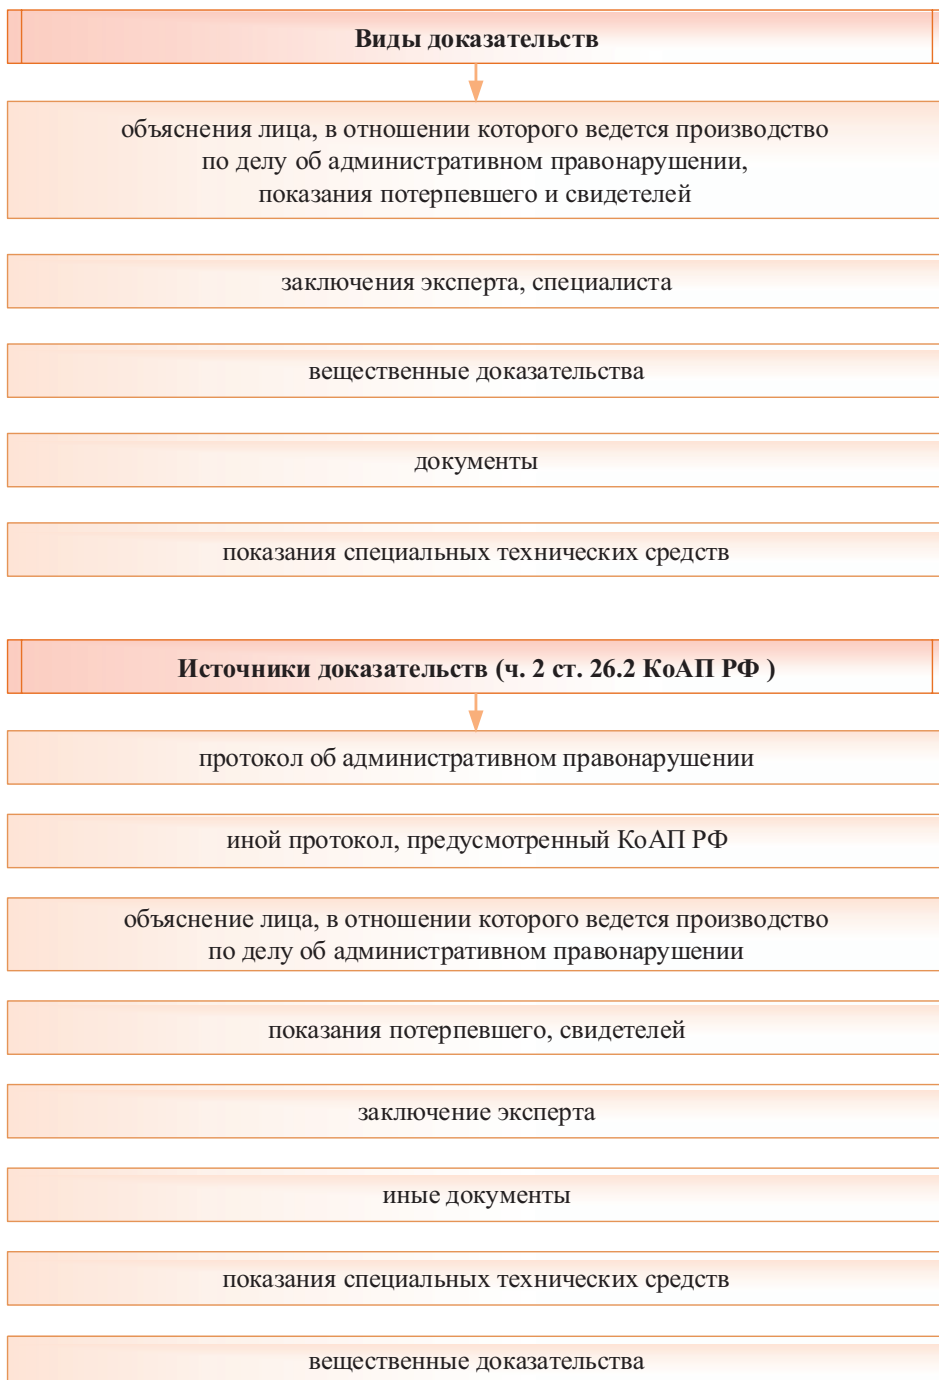 Виды доказательств
объяснения лица, в отношении которого ведется производство
по делу об административном правонарушении,
показания потерпевшего и свидетелей
заключения эксперта, специалиста
вещественные доказательства
документы
показания специальных технических средств
Источники доказательств (ч. 2 ст. 26.2 КоАП РФ )
протокол об административном правонарушении
иной протокол, предусмотренный КоАП РФ
объяснение лица, в отношении которого ведется производство
по делу об административном правонарушении
показания потерпевшего, свидетелей
заключение эксперта
иные документы
показания специальных технических средств
вещественные доказательства